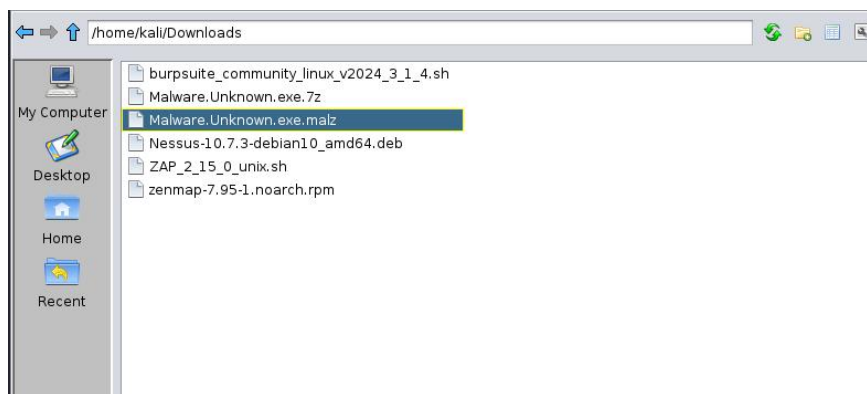 /home/kali/Downloads
My Computer
Desktop
Home
Recent
burpsuite_community_linux_v2024_3_1_4.sh
Malware.Unknown.exe.7z
Malware.Unknown.exe.malz
Nessus-10.7.3-debian10_amd64.deb
ZAP_2_15_0_unix.sh
zenmap-7.95-1.noarch.rpm